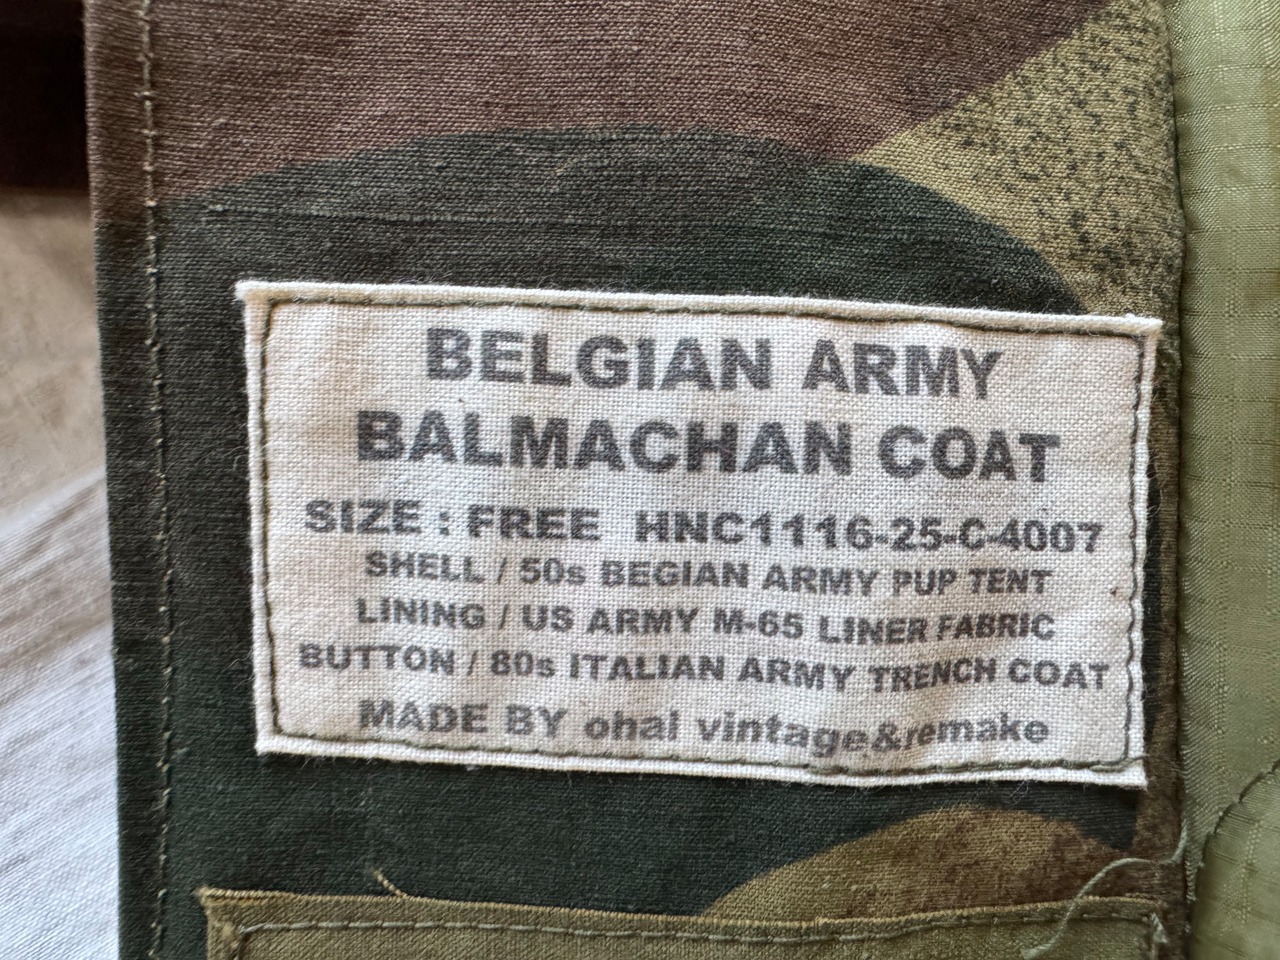 BELGIAN ARMY
BALMACHAN COAT
SIZE : FREE HNC1116-25-C-4007
SHELL / 50s BEGIAN ARMY PUP TENT
LINING / US ARMY M-65 LINER FABRIC
BUTTON / 80s ITALIAN ARMY TRENCH COAT
MADE BY ohal vintage&remake